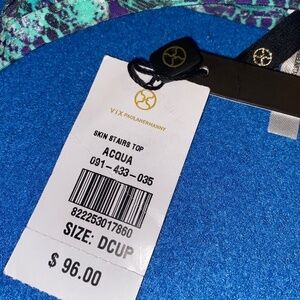 VIX PAULAHERMANNY
SKIN STAIRS TOP
ACQUA
091-433-035
822253017860
SIZE: DCUP
$ 96.00